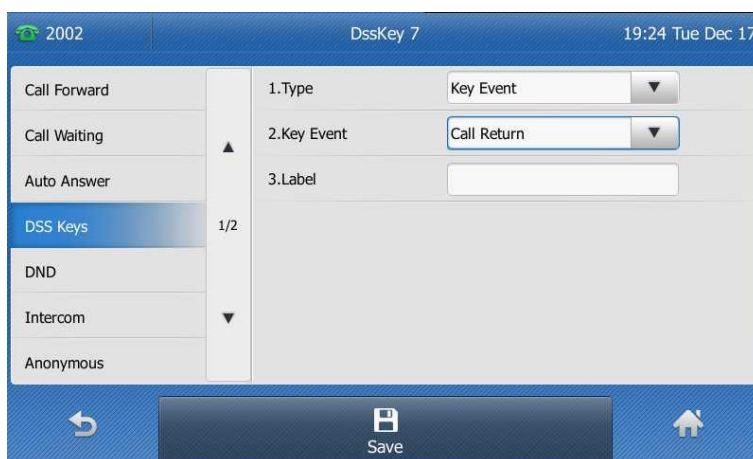 2002 DssKey 7 19:24 Tue Dec 17
Call Forward
Call Waiting
Auto Answer
DSS Keys
DND
Intercom
Anonymous
1/2
1.Type Key Event
2.Key Event Call Return
3.Label
Save